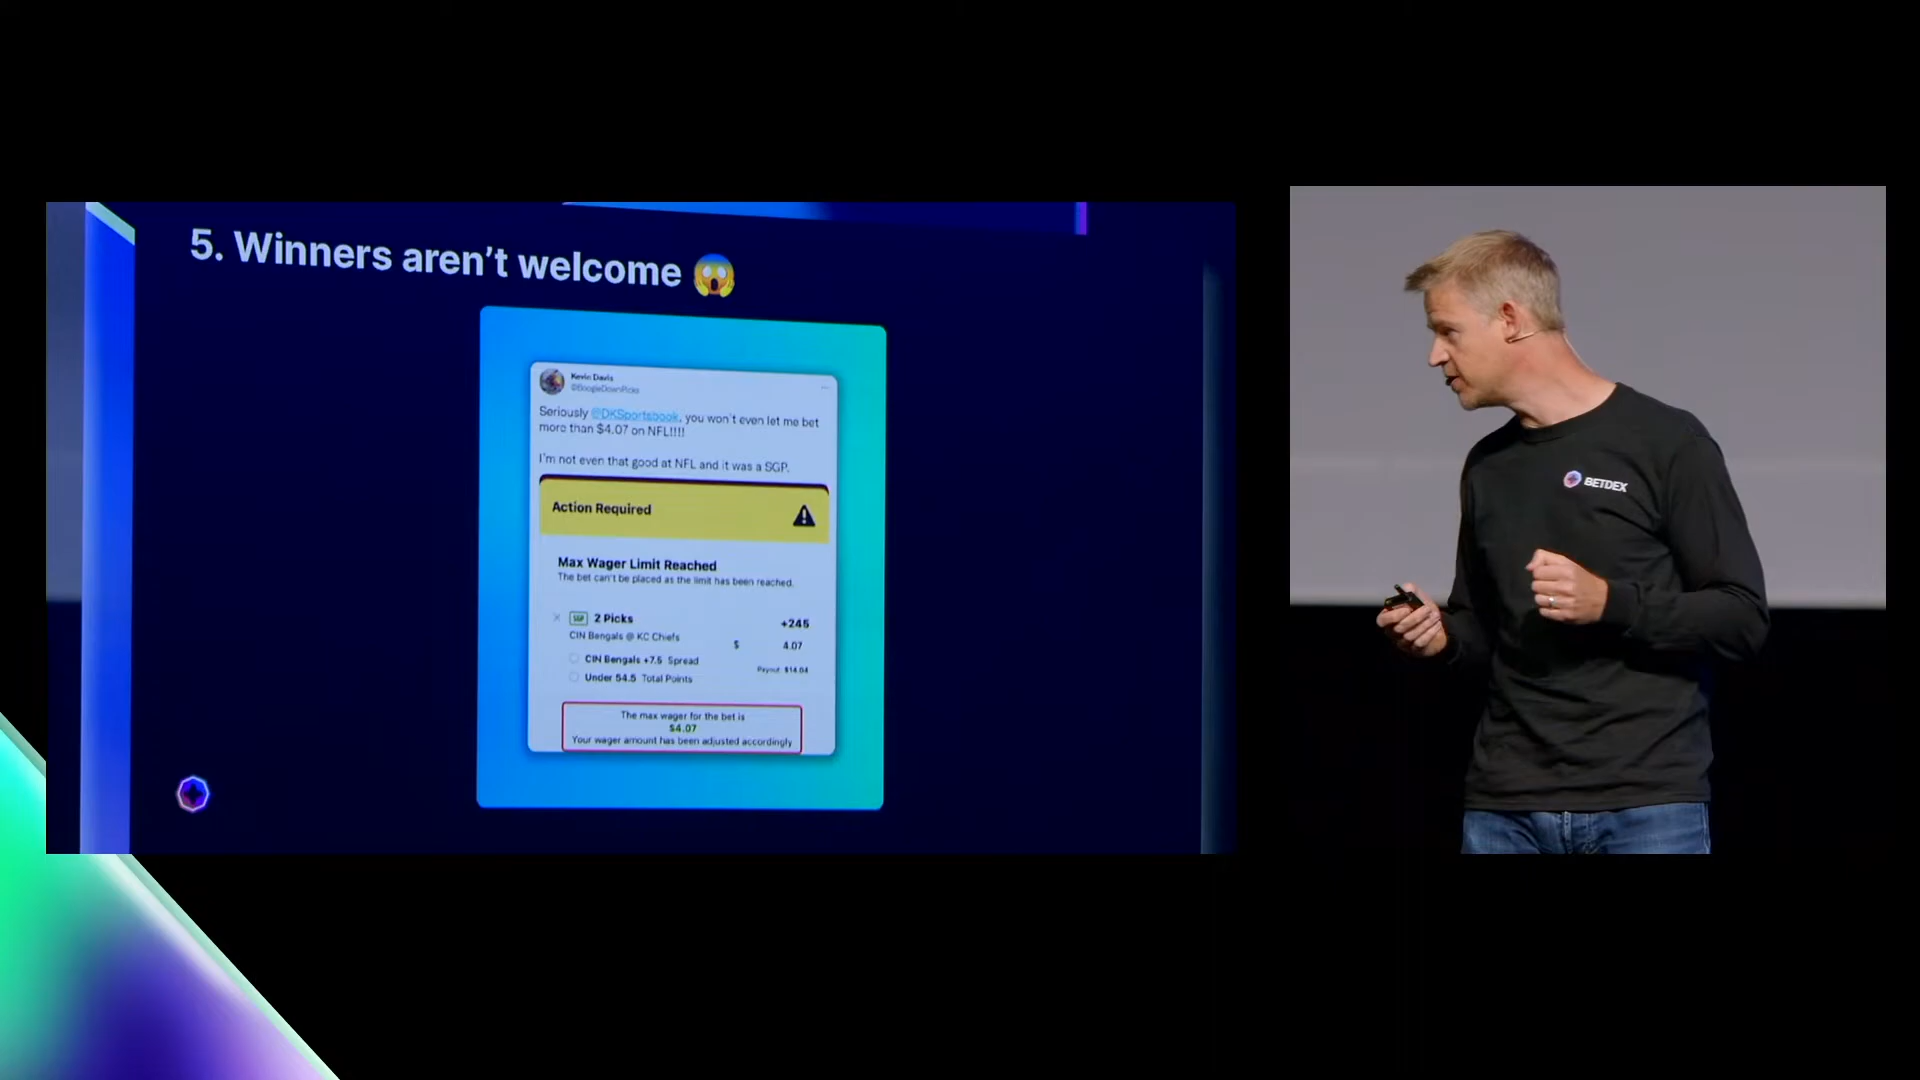 5. Winners aren't welcome 😱
Kevin Davis
@BoogieDownPicks
Seriously @DKSportsbook, you won't even let me bet
more than $4.07 on NFL!!!!
I'm not even that good at NFL and it was a SGP.
Action Required
Max Wager Limit Reached
The bet can't be placed as the limit has been reached.
SGP 2 Picks +245
CIN Bengals @ KC Chiefs
$ 4.07
CIN Bengals +7.5 Spread
Payout: $14.04
Under 54.5 Total Points
The max wager for the bet is
$4.07
Your wager amount has been adjusted accordingly
BETDEX